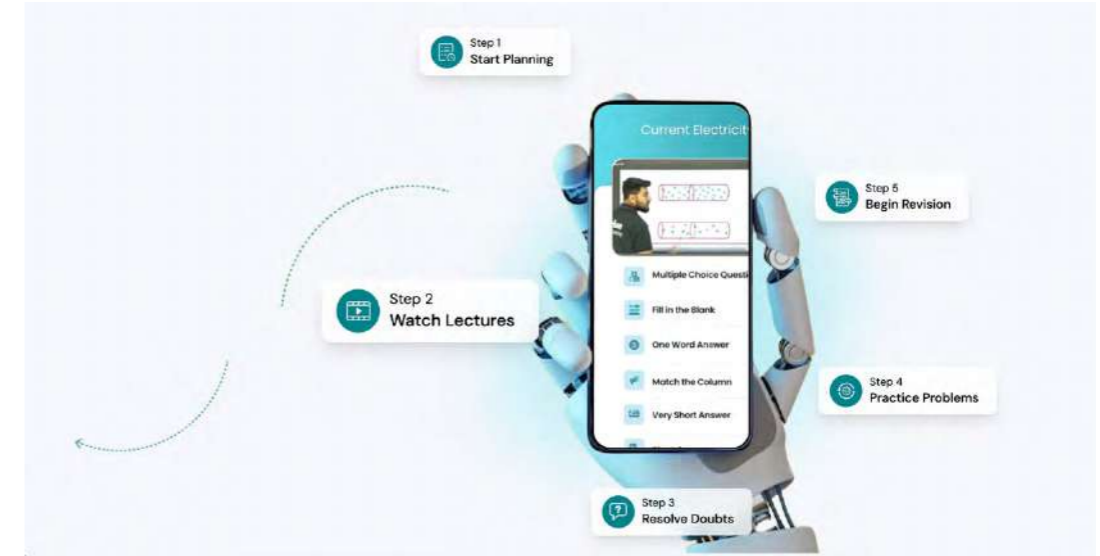 Step 1
Start Planning
Current Electricit
Multiple Choice Questi
Fill in the Blank
One Word Answer
Match the Column
Very Short Answer
Step 2
Watch Lectures
Step 3
Resolve Doubts
Step 4
Practice Problems
Step 5
Begin Revision